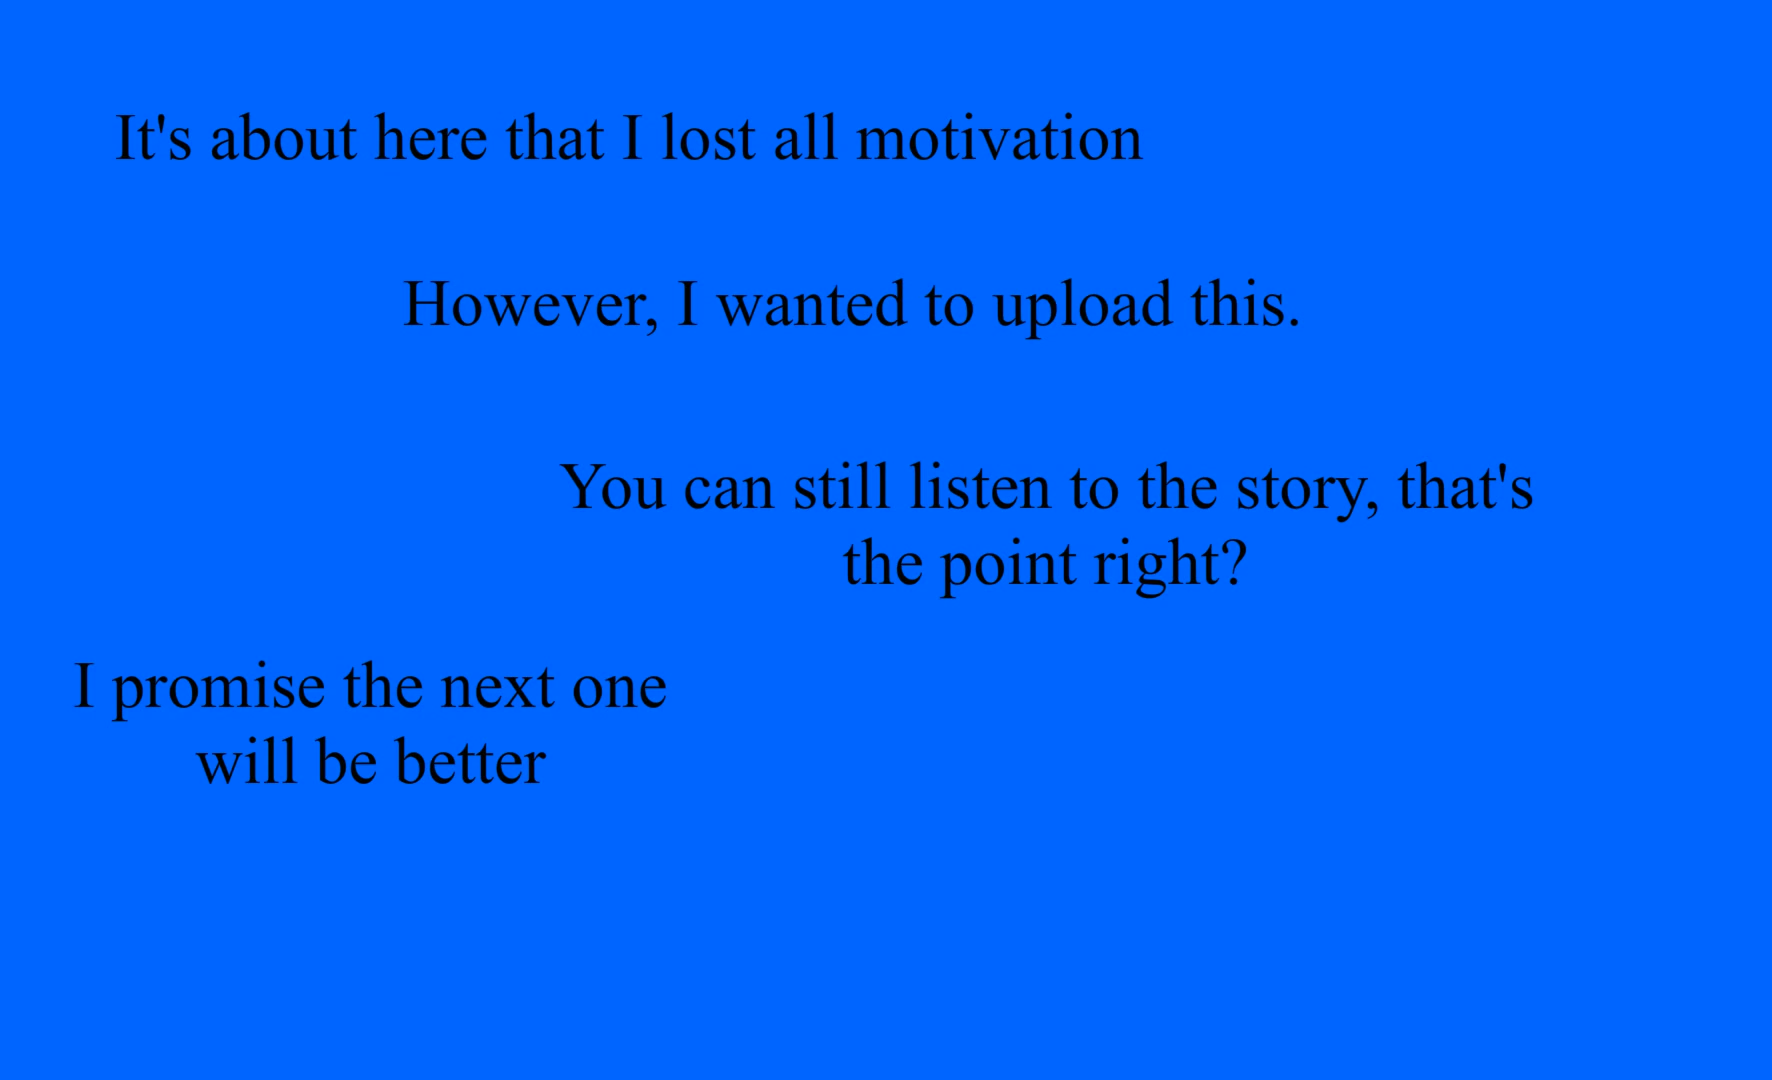 It's about here that I lost all motivation
However, I wanted to upload this.
You can still listen to the story, that's
the point right?
I promise the next one
will be better